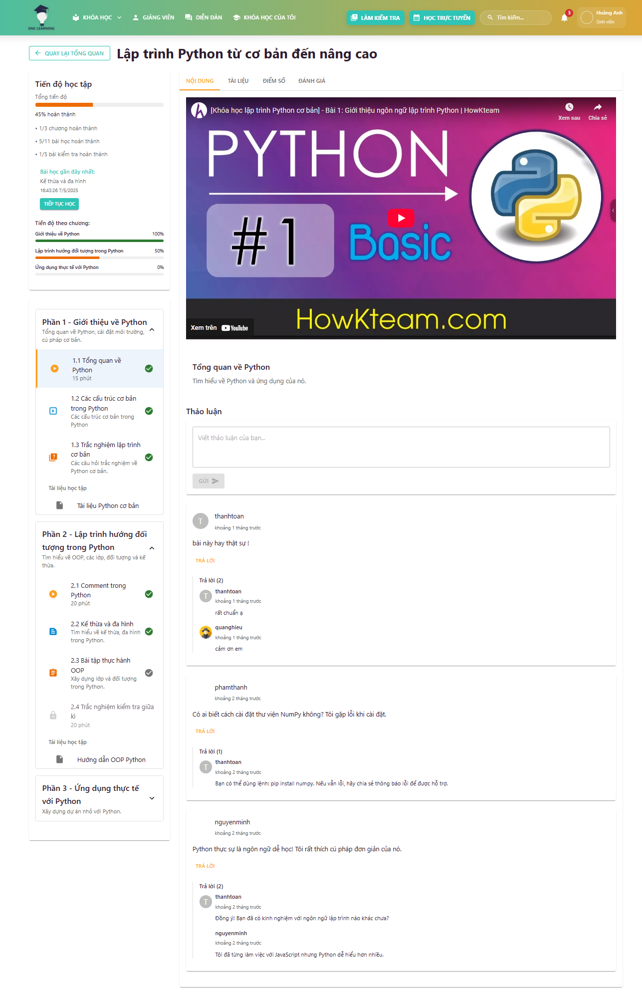 DNC LEARNING
KHÓA HỌC
GIẢNG VIÊN
DIỄN ĐÀN
KHÓA HỌC CỦA TÔI
LÀM KIỂM TRA
HỌC TRỰC TUYẾN
Tìm kiếm...
3
Hoàng Anh
Sinh viên
QUAY LẠI TỔNG QUAN
Lập trình Python từ cơ bản đến nâng cao
Tiến độ học tập
Tổng tiến độ
45% hoàn thành
• 1/3 chương hoàn thành
• 5/11 bài học hoàn thành
• 1/5 bài kiểm tra hoàn thành
Bài học gần đây nhất:
Kế thừa và đa hình
16:43:26 7/5/2025
TIẾP TỤC HỌC
Tiến độ theo chương:
Giới thiệu về Python 100%
Lập trình hướng đối tượng trong Python 50%
Ứng dụng thực tế với Python 0%
Phần 1 - Giới thiệu về Python
Tổng quan về Python, cài đặt môi trường,
cú pháp cơ bản.
1.1 Tổng quan về
Python
15 phút
1.2 Các cấu trúc cơ bản
trong Python
Các cấu trúc cơ bản trong
Python
1.3 Trắc nghiệm lập trình
cơ bản
Các câu hỏi trắc nghiệm về
Python cơ bản.
Tài liệu học tập
Tài liệu Python cơ bản
Phần 2 - Lập trình hướng đối
tượng trong Python
Tìm hiểu về OOP, các lớp, đối tượng và kế
thừa.
2.1 Comment trong
Python
20 phút
2.2 Kế thừa và đa hình
Tìm hiểu về kế thừa, đa hình
trong Python.
2.3 Bài tập thực hành
OOP
Xây dựng lớp và đối tượng
trong Python.
2.4 Trắc nghiệm kiểm tra giữa
kì
20 phút
Tài liệu học tập
Hướng dẫn OOP Python
Phần 3 - Ứng dụng thực tế
với Python
Xây dựng dự án nhỏ với Python.
NỘI DUNG
TÀI LIỆU
ĐIỂM SỐ
ĐÁNH GIÁ
[Khóa học lập trình Python cơ bản] - Bài 1: Giới thiệu ngôn ngữ lập trình Python | HowKteam
Xem sau
Chia sẻ
PYTHON
#1
Basic
HowKteam.com
Xem trên YouTube
Tổng quan về Python
Tìm hiểu về Python và ứng dụng của nó.
Thảo luận
Viết thảo luận của bạn...
GỬI
T
thanhtoan
khoảng 1 tháng trước
bài này hay thật sự !
TRẢ LỜI
Trả lời (2)
T
thanhtoan
khoảng 1 tháng trước
rất chuẩn ạ
quanghieu
khoảng 1 tháng trước
cảm ơn em
phamthanh
khoảng 2 tháng trước
Có ai biết cách cài đặt thư viện NumPy không? Tôi gặp lỗi khi cài đặt.
TRẢ LỜI
Trả lời (1)
T
thanhtoan
khoảng 2 tháng trước
Bạn có thể dùng lệnh: pip install numpy. Nếu vẫn lỗi, hãy chia sẻ thông báo lỗi để được hỗ trợ.
nguyenminh
khoảng 2 tháng trước
Python thực sự là ngôn ngữ dễ học! Tôi rất thích cú pháp đơn giản của nó.
TRẢ LỜI
Trả lời (2)
T
thanhtoan
khoảng 2 tháng trước
Đồng ý! Bạn đã có kinh nghiệm với ngôn ngữ lập trình nào khác chưa?
nguyenminh
khoảng 2 tháng trước
Tôi đã từng làm việc với JavaScript nhưng Python dễ hiểu hơn nhiều.